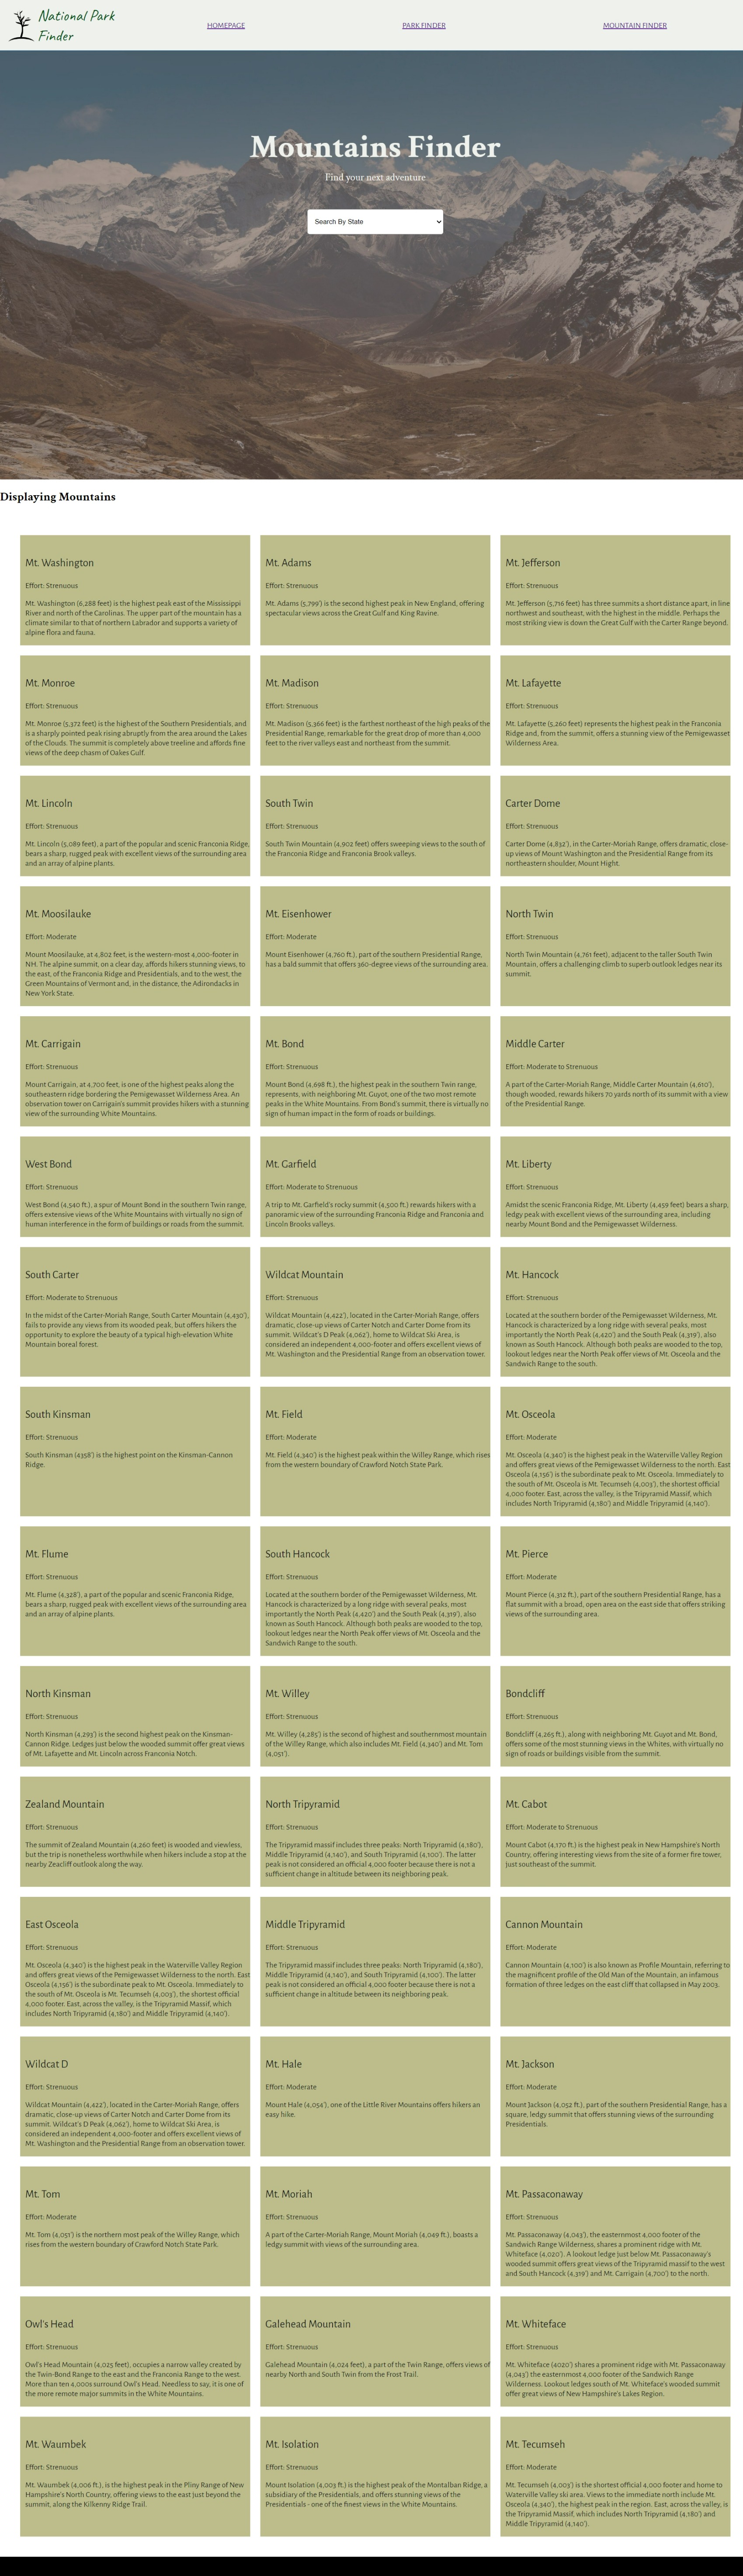 National Park
Finder
HOMEPAGE
PARK FINDER
MOUNTAIN FINDER
Mountains Finder
Find your next adventure
Search By State
Displaying Mountains
Mt. Washington
Effort: Strenuous
Mt. Washington (6,288 feet) is the highest peak east of the Mississippi
River and north of the Carolinas. The upper part of the mountain has a
climate similar to that of northern Labrador and supports a variety of
alpine flora and fauna.
Mt. Adams
Effort: Strenuous
Mt. Adams (5,799') is the second highest peak in New England, offering
spectacular views across the Great Gulf and King Ravine.
Mt. Jefferson
Effort: Strenuous
Mt. Jefferson (5,716 feet) has three summits a short distance apart, in line
northwest and southeast, with the highest in the middle. Perhaps the
most striking view is down the Great Gulf with the Carter Range beyond.
Mt. Monroe
Effort: Strenuous
Mt. Monroe (5,372 feet) is the highest of the Southern Presidentials, and
is a sharply pointed peak rising abruptly from the area around the Lakes
of the Clouds. The summit is completely above treeline and affords fine
views of the deep chasm of Oakes Gulf.
Mt. Madison
Effort: Strenuous
Mt. Madison (5,366 feet) is the farthest northeast of the high peaks of the
Presidential Range, remarkable for the great drop of more than 4,000
feet to the river valleys east and northeast from the summit.
Mt. Lafayette
Effort: Strenuous
Mt. Lafayette (5,260 feet) represents the highest peak in the Franconia
Ridge and, from the summit, offers a stunning view of the Pemigewasset
Wilderness Area.
Mt. Lincoln
Effort: Strenuous
Mt. Lincoln (5,089 feet), a part of the popular and scenic Franconia Ridge,
bears a sharp, rugged peak with excellent views of the surrounding area
and an array of alpine plants.
South Twin
Effort: Strenuous
South Twin Mountain (4,902 feet) offers sweeping views to the south of
the Franconia Ridge and Franconia Brook valleys.
Carter Dome
Effort: Strenuous
Carter Dome (4,832'), in the Carter-Moriah Range, offers dramatic, close-
up views of Mount Washington and the Presidential Range from its
northeastern shoulder, Mount Hight.
Mt. Moosilauke
Effort: Moderate
Mount Moosilauke, at 4,802 feet, is the western-most 4,000-footer in
NH. The alpine summit, on a clear day, affords hikers stunning views, to
the east, of the Franconia Ridge and Presidentials, and to the west, the
Green Mountains of Vermont and, in the distance, the Adirondacks in
New York State.
Mt. Eisenhower
Effort: Moderate
Mount Eisenhower (4,760 ft.), part of the southern Presidential Range,
has a bald summit that offers 360-degree views of the surrounding area.
North Twin
Effort: Strenuous
North Twin Mountain (4,761 feet), adjacent to the taller South Twin
Mountain, offers a challenging climb to superb outlook ledges near its
summit.
Mt. Carrigain
Effort: Strenuous
Mount Carrigain, at 4,700 feet, is one of the highest peaks along the
southeastern ridge bordering the Pemigewasset Wilderness Area. An
observation tower on Carrigain's summit provides hikers with a stunning
view of the surrounding White Mountains.
Mt. Bond
Effort: Strenuous
Mount Bond (4,698 ft.), the highest peak in the southern Twin range,
represents, with neighboring Mt. Guyot, one of the two most remote
peaks in the White Mountains. From Bond's summit, there is virtually no
sign of human impact in the form of roads or buildings.
Middle Carter
Effort: Moderate to Strenuous
A part of the Carter-Moriah Range, Middle Carter Mountain (4,610'),
though wooded, rewards hikers 70 yards north of its summit with a view
of the Presidential Range.
West Bond
Effort: Strenuous
West Bond (4,540 ft.), a spur of Mount Bond in the southern Twin range,
offers extensive views of the White Mountains with virtually no sign of
human interference in the form of buildings or roads from the summit.
Mt. Garfield
Effort: Moderate to Strenuous
A trip to Mt. Garfield's rocky summit (4,500 ft.) rewards hikers with a
panoramic view of the surrounding Franconia Ridge and Franconia and
Lincoln Brooks valleys.
Mt. Liberty
Effort: Strenuous
Amidst the scenic Franconia Ridge, Mt. Liberty (4,459 feet) bears a sharp,
ledgy peak with excellent views of the surrounding area, including
nearby Mount Bond and the Pemigewasset Wilderness.
South Carter
Effort: Moderate to Strenuous
In the midst of the Carter-Moriah Range, South Carter Mountain (4,430'),
fails to provide any views from its wooded peak, but offers hikers the
opportunity to explore the beauty of a typical high-elevation White
Mountain boreal forest.
Wildcat Mountain
Effort: Strenuous
Wildcat Mountain (4,422'), located in the Carter-Moriah Range, offers
dramatic, close-up views of Carter Notch and Carter Dome from its
summit. Wildcat's D Peak (4,062'), home to Wildcat Ski Area, is
considered an independent 4,000-footer and offers excellent views of
Mt. Washington and the Presidential Range from an observation tower.
Mt. Hancock
Effort: Strenuous
Located at the southern border of the Pemigewasset Wilderness, Mt.
Hancock is characterized by a long ridge with several peaks, most
importantly the North Peak (4,420') and the South Peak (4,319'), also
known as South Hancock. Although both peaks are wooded to the top,
lookout ledges near the North Peak offer views of Mt. Osceola and the
Sandwich Range to the south.
South Kinsman
Effort: Strenuous
South Kinsman (4358') is the highest point on the Kinsman-Cannon
Ridge.
Mt. Field
Effort: Moderate
Mt. Field (4,340') is the highest peak within the Willey Range, which rises
from the western boundary of Crawford Notch State Park.
Mt. Osceola
Effort: Moderate
Mt. Osceola (4,340') is the highest peak in the Waterville Valley Region
and offers great views of the Pemigewasset Wilderness to the north. East
Osceola (4,156') is the subordinate peak to Mt. Osceola. Immediately to
the south of Mt. Osceola is Mt. Tecumseh (4,003'), the shortest official
4,000 footer. East, across the valley, is the Tripyramid Massif, which
includes North Tripyramid (4,180') and Middle Tripyramid (4,140').
Mt. Flume
Effort: Strenuous
Mt. Flume (4,328'), a part of the popular and scenic Franconia Ridge,
bears a sharp, rugged peak with excellent views of the surrounding area
and an array of alpine plants.
South Hancock
Effort: Strenuous
Located at the southern border of the Pemigewasset Wilderness, Mt.
Hancock is characterized by a long ridge with several peaks, most
importantly the North Peak (4,420') and the South Peak (4,319'), also
known as South Hancock. Although both peaks are wooded to the top,
lookout ledges near the North Peak offer views of Mt. Osceola and the
Sandwich Range to the south.
Mt. Pierce
Effort: Moderate
Mount Pierce (4,312 ft.), part of the southern Presidential Range, has a
flat summit with a broad, open area on the east side that offers striking
views of the surrounding area.
North Kinsman
Effort: Strenuous
North Kinsman (4,293') is the second highest peak on the Kinsman-
Cannon Ridge. Ledges just below the wooded summit offer great views
of Mt. Lafayette and Mt. Lincoln across Franconia Notch.
Mt. Willey
Effort: Strenuous
Mt. Willey (4,285') is the second of highest and southernmost mountain
of the Willey Range, which also includes Mt. Field (4,340') and Mt. Tom
(4,051').
Bondcliff
Effort: Strenuous
Bondcliff (4,265 ft.), along with neighboring Mt. Guyot and Mt. Bond,
offers some of the most stunning views in the Whites, with virtually no
sign of roads or buildings visible from the summit.
Zealand Mountain
Effort: Strenuous
The summit of Zealand Mountain (4,260 feet) is wooded and viewless,
but the trip is nonetheless worthwhile when hikers include a stop at the
nearby Zeacliff outlook along the way.
North Tripyramid
Effort: Strenuous
The Tripyramid massif includes three peaks: North Tripyramid (4,180'),
Middle Tripyramid (4,140'), and South Tripyramid (4,100'). The latter
peak is not considered an official 4,000 footer because there is not a
sufficient change in altitude between its neighboring peak.
Mt. Cabot
Effort: Moderate to Strenuous
Mount Cabot (4,170 ft.) is the highest peak in New Hampshire's North
Country, offering interesting views from the site of a former fire tower,
just southeast of the summit.
East Osceola
Effort: Strenuous
Mt. Osceola (4,340') is the highest peak in the Waterville Valley Region
and offers great views of the Pemigewasset Wilderness to the north. East
Osceola (4,156') is the subordinate peak to Mt. Osceola. Immediately to
the south of Mt. Osceola is Mt. Tecumseh (4,003'), the shortest official
4,000 footer. East, across the valley, is the Tripyramid Massif, which
includes North Tripyramid (4,180') and Middle Tripyramid (4,140').
Middle Tripyramid
Effort: Strenuous
The Tripyramid massif includes three peaks: North Tripyramid (4,180'),
Middle Tripyramid (4,140'), and South Tripyramid (4,100'). The latter
peak is not considered an official 4,000 footer because there is not a
sufficient change in altitude between its neighboring peak.
Cannon Mountain
Effort: Moderate
Cannon Mountain (4,100') is also known as Profile Mountain, referring to
the magnificent profile of the Old Man of the Mountain, an infamous
formation of three ledges on the east cliff that collapsed in May 2003.
Wildcat D
Effort: Strenuous
Wildcat Mountain (4,422'), located in the Carter-Moriah Range, offers
dramatic, close-up views of Carter Notch and Carter Dome from its
summit. Wildcat's D Peak (4,062'), home to Wildcat Ski Area, is
considered an independent 4,000-footer and offers excellent views of
Mt. Washington and the Presidential Range from an observation tower.
Mt. Hale
Effort: Moderate
Mount Hale (4,054'), one of the Little River Mountains offers hikers an
easy hike.
Mt. Jackson
Effort: Moderate
Mount Jackson (4,052 ft.), part of the southern Presidential Range, has a
square, ledgy summit that offers stunning views of the surrounding
Presidentials.
Mt. Tom
Effort: Moderate
Mt. Tom (4,051') is the northern most peak of the Willey Range, which
rises from the western boundary of Crawford Notch State Park.
Mt. Moriah
Effort: Strenuous
A part of the Carter-Moriah Range, Mount Moriah (4,049 ft.), boasts a
ledgy summit with views of the surrounding area.
Mt. Passaconaway
Effort: Strenuous
Mt. Passaconaway (4,043'), the easternmost 4,000 footer of the
Sandwich Range Wilderness, shares a prominent ridge with Mt.
Whiteface (4,020'). A lookout ledge just below Mt. Passaconaway's
wooded summit offers great views of the Tripyramid massif to the west
and South Hancock (4,319') and Mt. Carrigain (4,700') to the north.
Owl's Head
Effort: Strenuous
Owl's Head Mountain (4,025 feet), occupies a narrow valley created by
the Twin-Bond Range to the east and the Franconia Range to the west.
More than ten 4,000s surround Owl's Head. Needless to say, it is one of
the more remote major summits in the White Mountains.
Galehead Mountain
Effort: Strenuous
Galehead Mountain (4,024 feet), a part of the Twin Range, offers views of
nearby North and South Twin from the Frost Trail.
Mt. Whiteface
Effort: Strenuous
Mt. Whiteface (4020') shares a prominent ridge with Mt. Passaconaway
(4,043') the easternmost 4,000 footer of the Sandwich Range
Wilderness. Lookout ledges south of Mt. Whiteface's wooded summit
offer great views of New Hampshire's Lakes Region.
Mt. Waumbek
Effort: Strenuous
Mt. Waumbek (4,006 ft.), is the highest peak in the Pliny Range of New
Hampshire's North Country, offering views to the east just beyond the
summit, along the Kilkenny Ridge Trail.
Mt. Isolation
Effort: Strenuous
Mount Isolation (4,003 ft.) is the highest peak of the Montalban Ridge, a
subsidiary of the Presidentials, and offers stunning views of the
Presidentials - one of the finest views in the White Mountains.
Mt. Tecumseh
Effort: Moderate
Mt. Tecumseh (4,003') is the shortest official 4,000 footer and home to
Waterville Valley ski area. Views to the immediate north include Mt.
Osceola (4,340'), the highest peak in the region. East, across the valley, is
the Tripyramid Massif, which includes North Tripyramid (4,180') and
Middle Tripyramid (4,140').